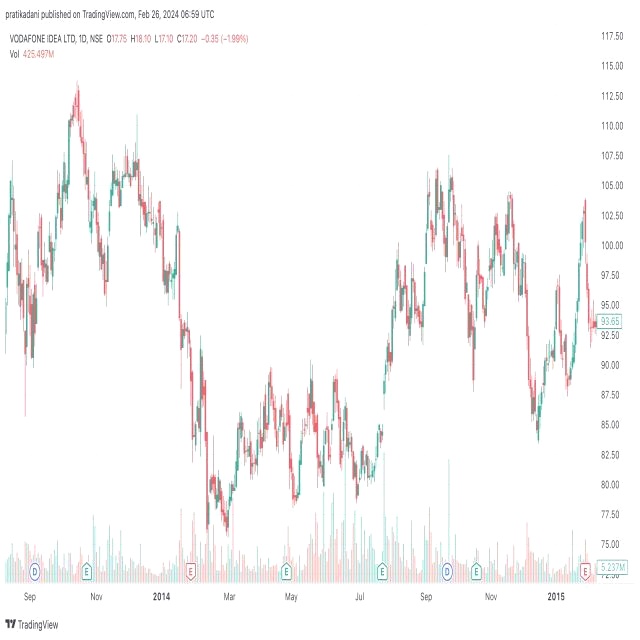 pratikadani published on TradingView.com, Feb 26, 2024 06:59 UTC
VODAFONE IDEA LTD, 1D, NSE O17.75 H18.10 L17.10 C17.20 −0.35 (−1.99%)
Vol 425.497M
117.50
115.00
112.50
110.00
107.50
105.00
102.50
100.00
97.50
95.00
93.65
92.50
90.00
87.50
85.00
82.50
80.00
77.50
75.00
5.237M
D E E E E D E E
Sep Nov 2014 Mar May Jul Sep Nov 2015
TradingView